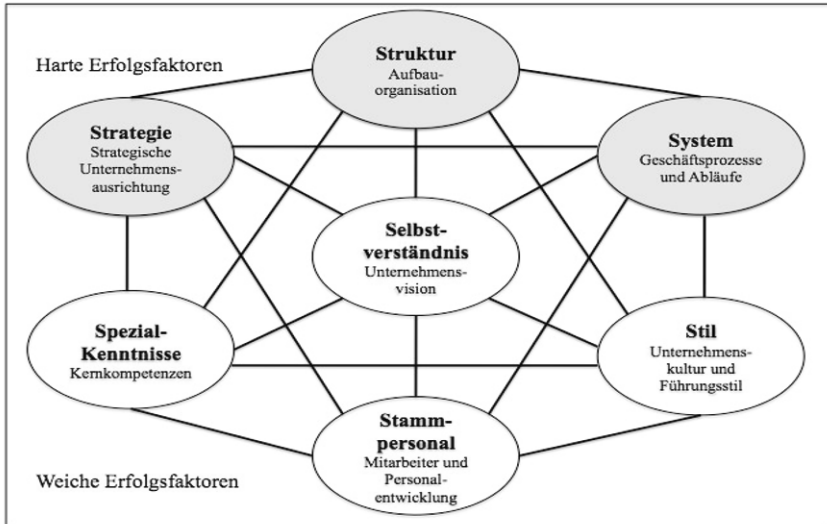 Harte Erfolgsfaktoren
Struktur
Aufbau-
organisation
Strategie
Strategische
Unternehmens-
ausrichtung
System
Geschäftsprozesse
und Abläufe
Selbst-
verständnis
Unternehmens-
vision
Spezial-
Kenntnisse
Kernkompetenzen
Stil
Unternehmens-
kultur und
Führungsstil
Stamm-
personal
Mitarbeiter und
Personal-
entwicklung
Weiche Erfolgsfaktoren